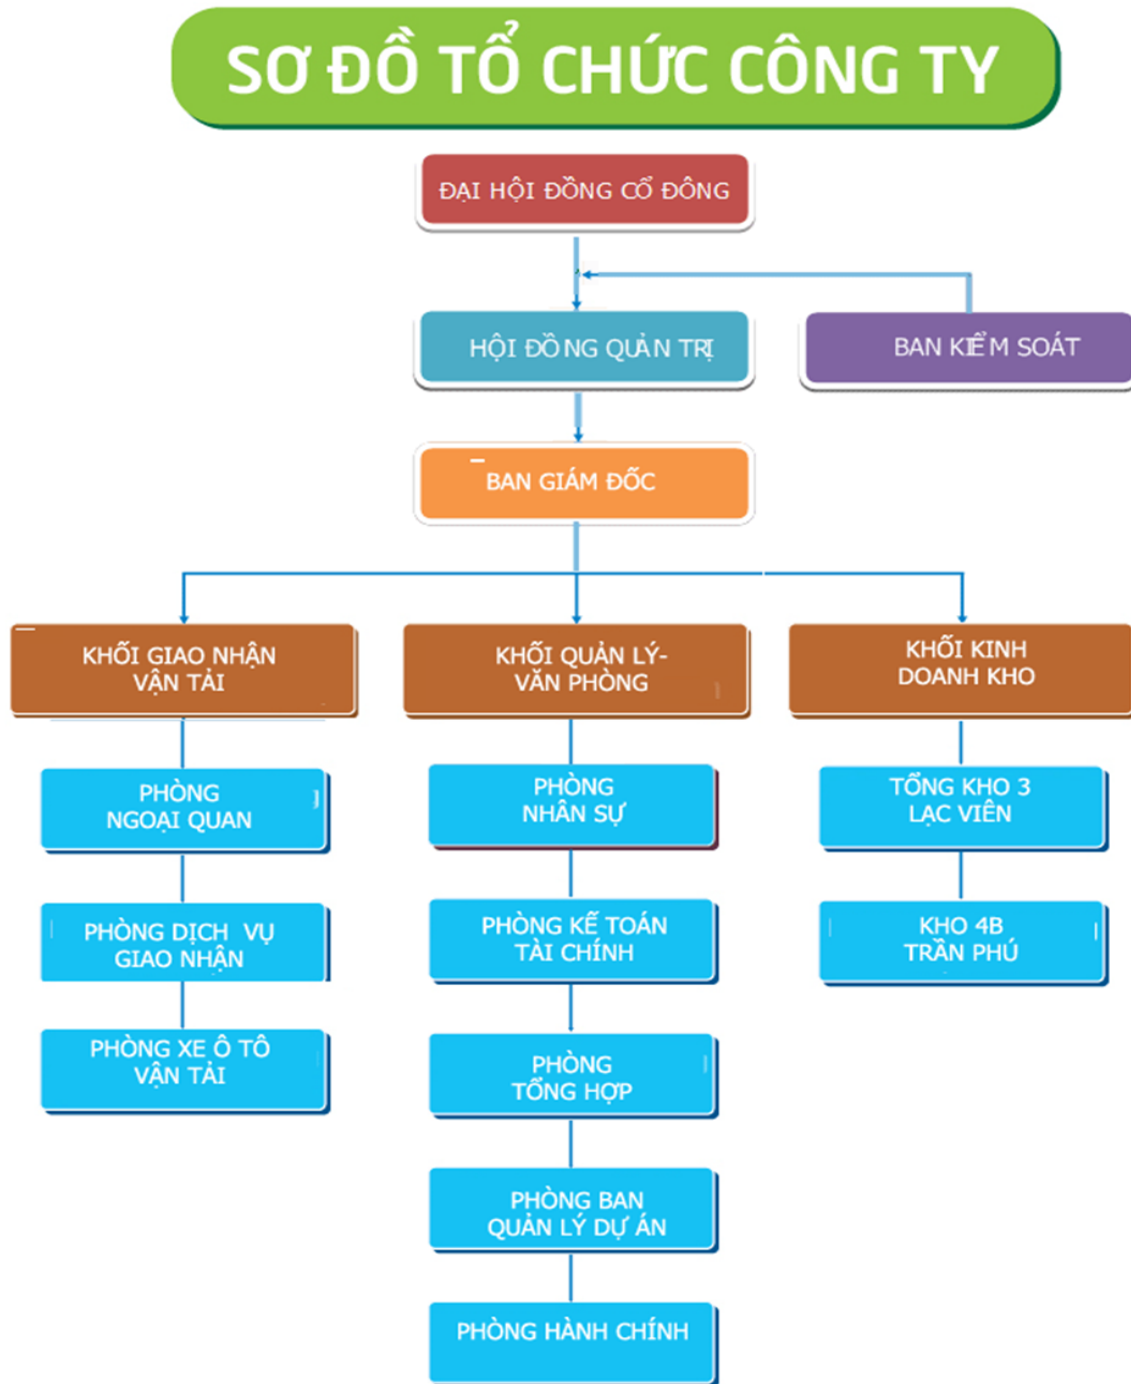 SƠ ĐỒ TỔ CHỨC CÔNG TY
ĐẠI HỘI ĐỒNG CỔ ĐÔNG
HỘI ĐỒNG QUẢN TRỊ
BAN KIỂM SOÁT
BAN GIÁM ĐỐC
KHỐI GIAO NHẬN
VẬN TẢI
KHỐI QUẢN LÝ-
VĂN PHÒNG
KHỐI KINH
DOANH KHO
PHÒNG
NGOẠI QUAN
PHÒNG
NHÂN SỰ
TỔNG KHO 3
LẠC VIÊN
PHÒNG DỊCH VỤ
GIAO NHẬN
PHÒNG KẾ TOÁN
TÀI CHÍNH
KHO 4B
TRẦN PHÚ
PHÒNG XE Ô TÔ
VẬN TẢI
PHÒNG
TỔNG HỢP
PHÒNG BAN
QUẢN LÝ DỰ ÁN
PHÒNG HÀNH CHÍNH